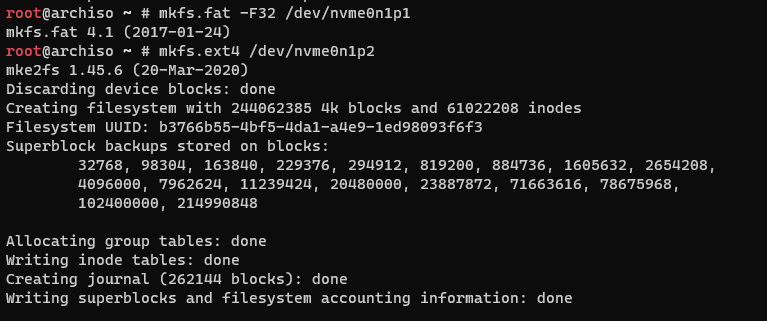 root@archiso ~ # mkfs.fat -F32 /dev/nvme0n1p1
mkfs.fat 4.1 (2017-01-24)
root@archiso ~ # mkfs.ext4 /dev/nvme0n1p2
mke2fs 1.45.6 (20-Mar-2020)
Discarding device blocks: done
Creating filesystem with 244062385 4k blocks and 61022208 inodes
Filesystem UUID: b3766b55-4bf5-4da1-a4e9-1ed98093f6f3
Superblock backups stored on blocks:
32768, 98304, 163840, 229376, 294912, 819200, 884736, 1605632, 2654208,
4096000, 7962624, 11239424, 20480000, 23887872, 71663616, 78675968,
102400000, 214990848
Allocating group tables: done
Writing inode tables: done
Creating journal (262144 blocks): done
Writing superblocks and filesystem accounting information: done